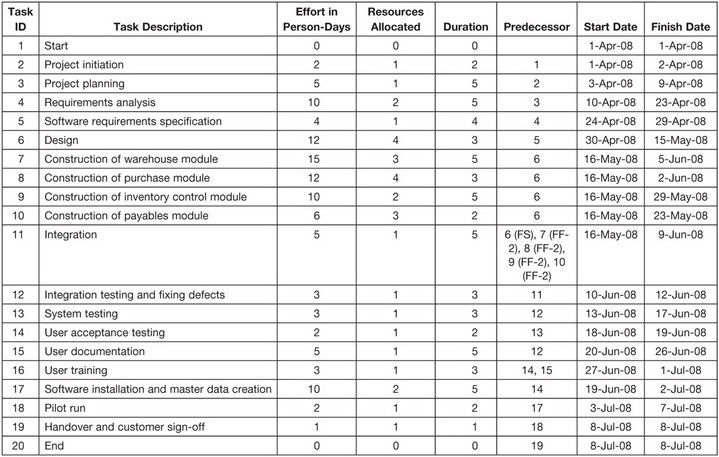 Task ID | Task Description | Effort in Person-Days | Resources Allocated | Duration | Predecessor | Start Date | Finish Date
1 | Start | 0 | 0 | 0 | | 1-Apr-08 | 1-Apr-08
2 | Project initiation | 2 | 1 | 2 | 1 | 1-Apr-08 | 2-Apr-08
3 | Project planning | 5 | 1 | 5 | 2 | 3-Apr-08 | 9-Apr-08
4 | Requirements analysis | 10 | 2 | 5 | 3 | 10-Apr-08 | 23-Apr-08
5 | Software requirements specification | 4 | 1 | 4 | 4 | 24-Apr-08 | 29-Apr-08
6 | Design | 12 | 4 | 3 | 5 | 30-Apr-08 | 15-May-08
7 | Construction of warehouse module | 15 | 3 | 5 | 6 | 16-May-08 | 5-Jun-08
8 | Construction of purchase module | 12 | 4 | 3 | 6 | 16-May-08 | 2-Jun-08
9 | Construction of inventory control module | 10 | 2 | 5 | 6 | 16-May-08 | 29-May-08
10 | Construction of payables module | 6 | 3 | 2 | 6 | 16-May-08 | 23-May-08
11 | Integration | 5 | 1 | 5 | 6 (FS), 7 (FF-2), 8 (FF-2), 9 (FF-2), 10 (FF-2) | 16-May-08 | 9-Jun-08
12 | Integration testing and fixing defects | 3 | 1 | 3 | 11 | 10-Jun-08 | 12-Jun-08
13 | System testing | 3 | 1 | 3 | 12 | 13-Jun-08 | 17-Jun-08
14 | User acceptance testing | 2 | 1 | 2 | 13 | 18-Jun-08 | 19-Jun-08
15 | User documentation | 5 | 1 | 5 | 12 | 20-Jun-08 | 26-Jun-08
16 | User training | 3 | 1 | 3 | 14, 15 | 27-Jun-08 | 1-Jul-08
17 | Software installation and master data creation | 10 | 2 | 5 | 14 | 19-Jun-08 | 2-Jul-08
18 | Pilot run | 2 | 1 | 2 | 17 | 3-Jul-08 | 7-Jul-08
19 | Handover and customer sign-off | 1 | 1 | 1 | 18 | 8-Jul-08 | 8-Jul-08
20 | End | 0 | 0 | 0 | 19 | 8-Jul-08 | 8-Jul-08